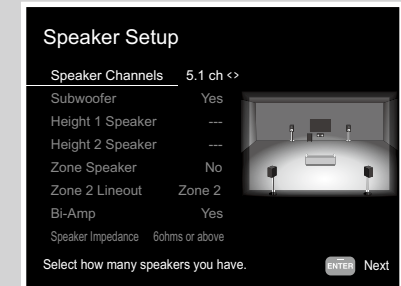 Speaker Setup
Speaker Channels 5.1 ch <>
Subwoofer Yes
Height 1 Speaker ---
Height 2 Speaker ---
Zone Speaker No
Zone 2 Lineout Zone 2
Bi-Amp Yes
Speaker Impedance 6ohms or above
Select how many speakers you have.
ENTER Next